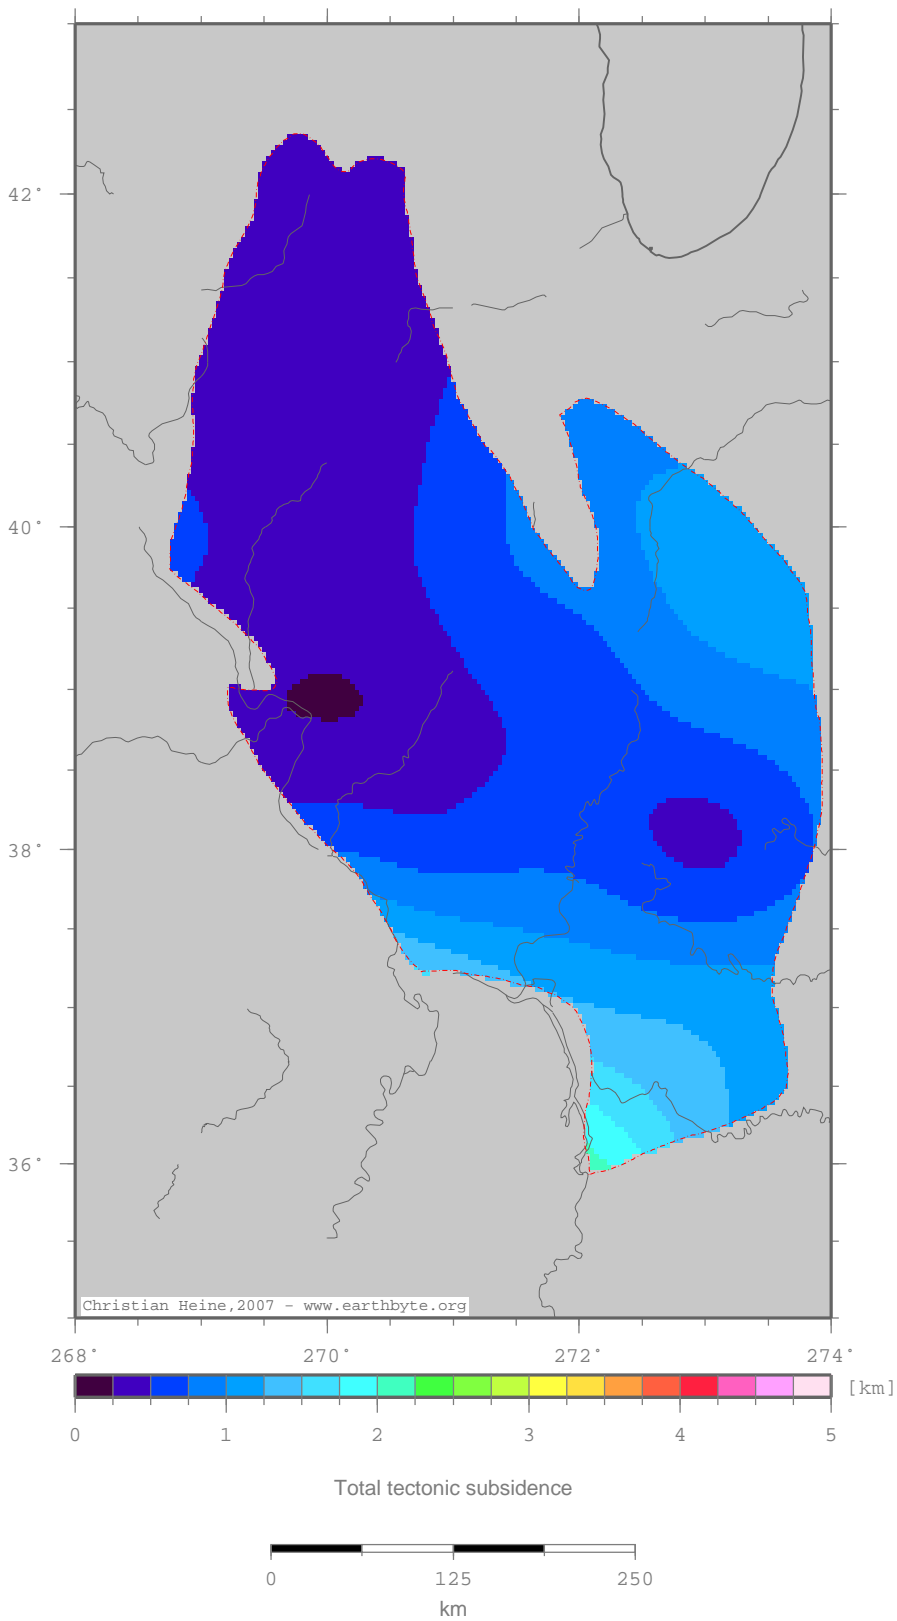 42°
40°
38°
36°
Christian Heine,2007 - www.earthbyte.org
268° 270° 272° 274°
[km]
0 1 2 3 4 5
Total tectonic subsidence
0 125 250
km